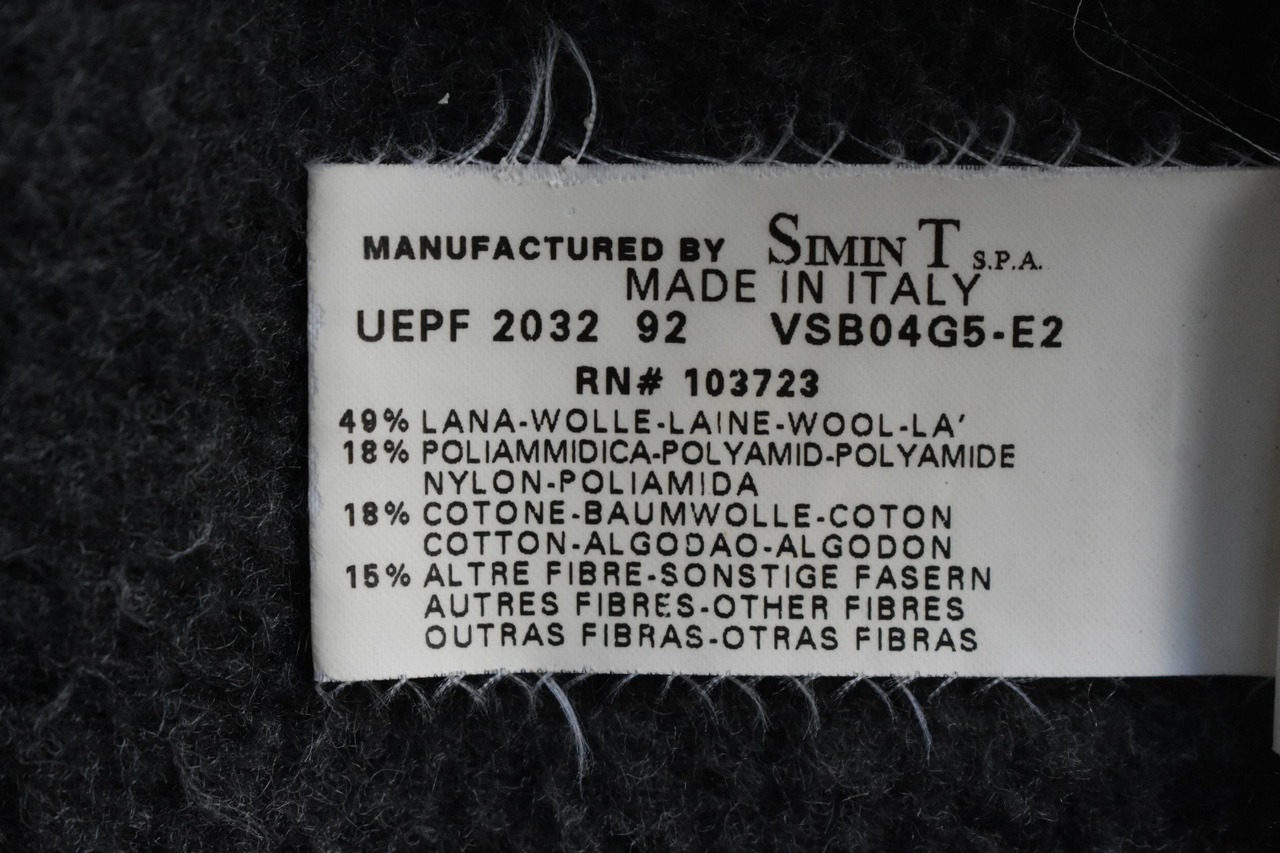 MANUFACTURED BY SIMIN T S.P.A.
MADE IN ITALY
UEPF 2032 92 VSB04G5-E2
RN# 103723
49% LANA-WOLLE-LAINE-WOOL-LA'
18% POLIAMMIDICA-POLYAMID-POLYAMIDE
NYLON-POLIAMIDA
18% COTONE-BAUMWOLLE-COTON
COTTON-ALGODAO-ALGODON
15% ALTRE FIBRE-SONSTIGE FASERN
AUTRES FIBRES-OTHER FIBRES
OUTRAS FIBRAS-OTRAS FIBRAS